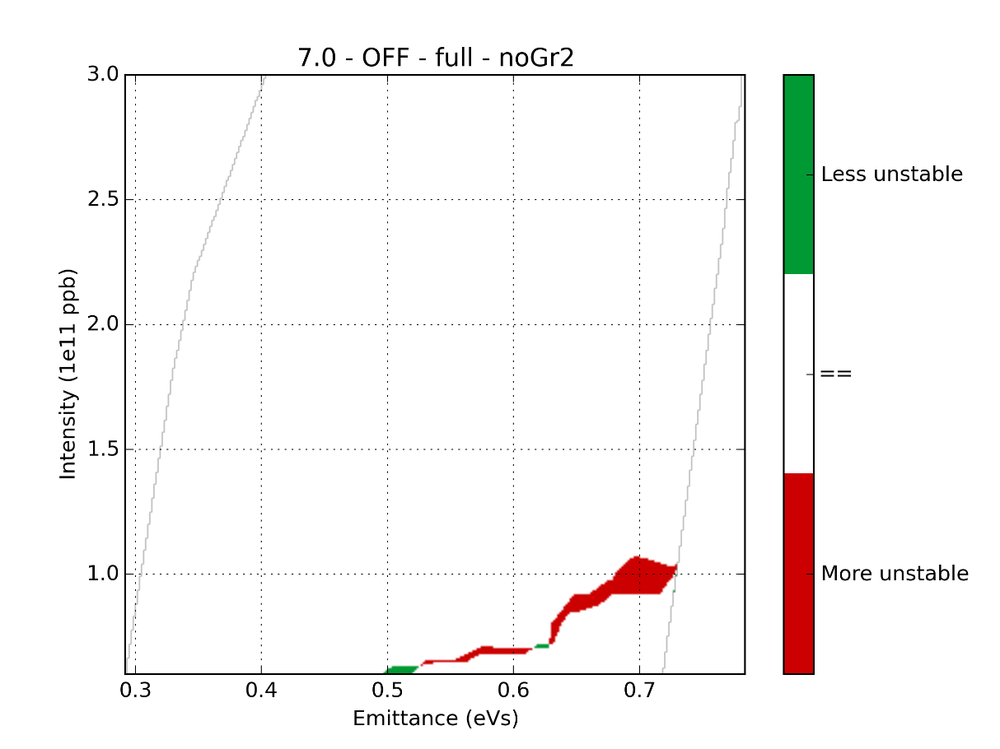 7.0 - OFF - full - noGr2
3.0
2.5
2.0
1.5
1.0
Intensity (1e11 ppb)
0.3 0.4 0.5 0.6 0.7
Emittance (eVs)
Less unstable
==
More unstable